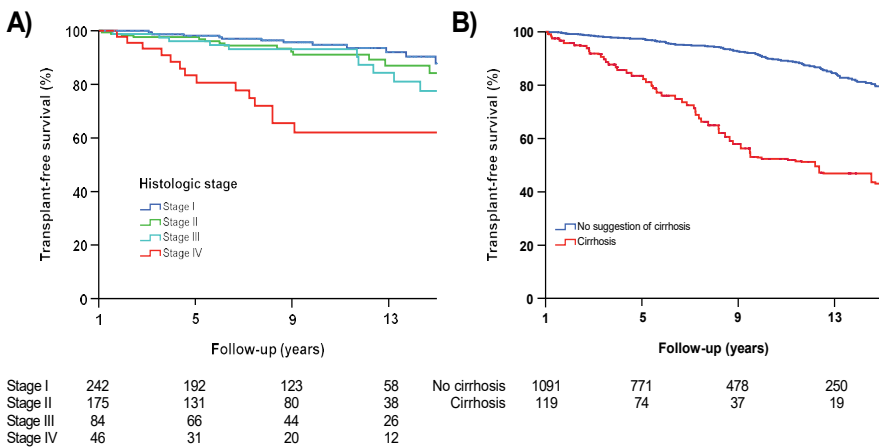 A)
Transplant-free survival (%)
100
80
60
40
20
0
Histologic stage
Stage I
Stage II
Stage III
Stage IV
1 5 9 13
Follow-up (years)
Stage I 242 192 123 58
Stage II 175 131 80 38
Stage III 84 66 44 26
Stage IV 46 31 20 12
B)
Transplant-free survival (%)
100
80
60
40
20
0
No suggestion of cirrhosis
Cirrhosis
1 5 9 13
Follow-up (years)
No cirrhosis 1091 771 478 250
Cirrhosis 119 74 37 19